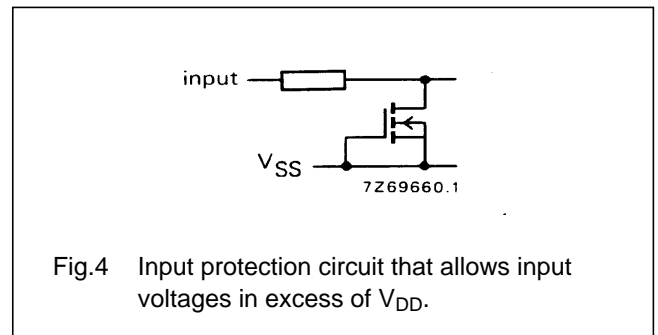 input
VSS
7Z69660.1
Fig.4 Input protection circuit that allows input
voltages in excess of VDD.